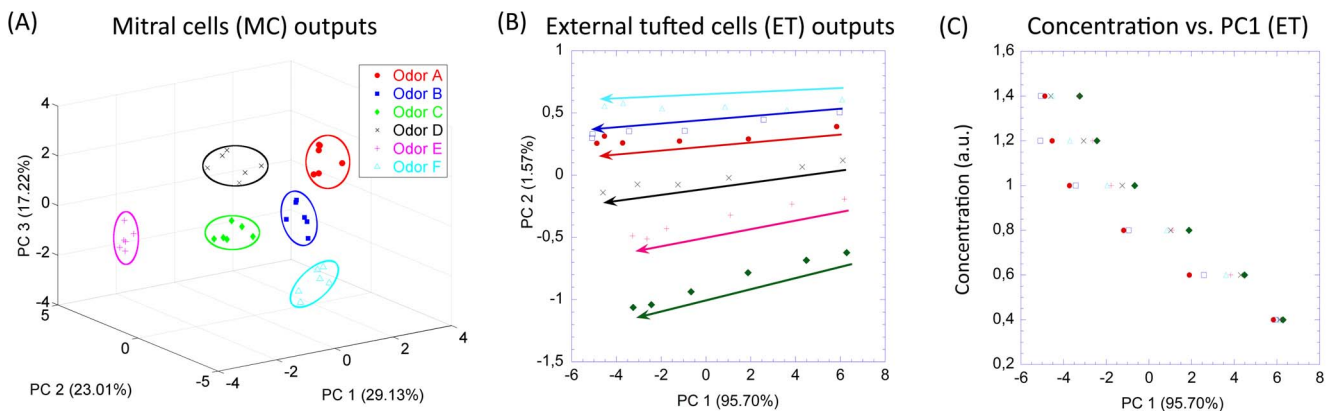 (A) Mitral cells (MC) outputs
Odor A
Odor B
Odor C
Odor D
Odor E
Odor F
PC 3 (17.22%)
4
2
0
-2
-4
5
0
-5
PC 2 (23.01%)
-4
-2
0
2
4
PC 1 (29.13%)
(B) External tufted cells (ET) outputs
PC 2 (1.57%)
1
0.5
0
-0.5
-1
-1.5
-6 -4 -2 0 2 4 6 8
PC 1 (95.70%)
(C) Concentration vs. PC1 (ET)
Concentration (a.u.)
1,6
1,4
1,2
1
0,8
0,6
0,4
0,2
-6 -4 -2 0 2 4 6 8
PC 1 (95.70%)